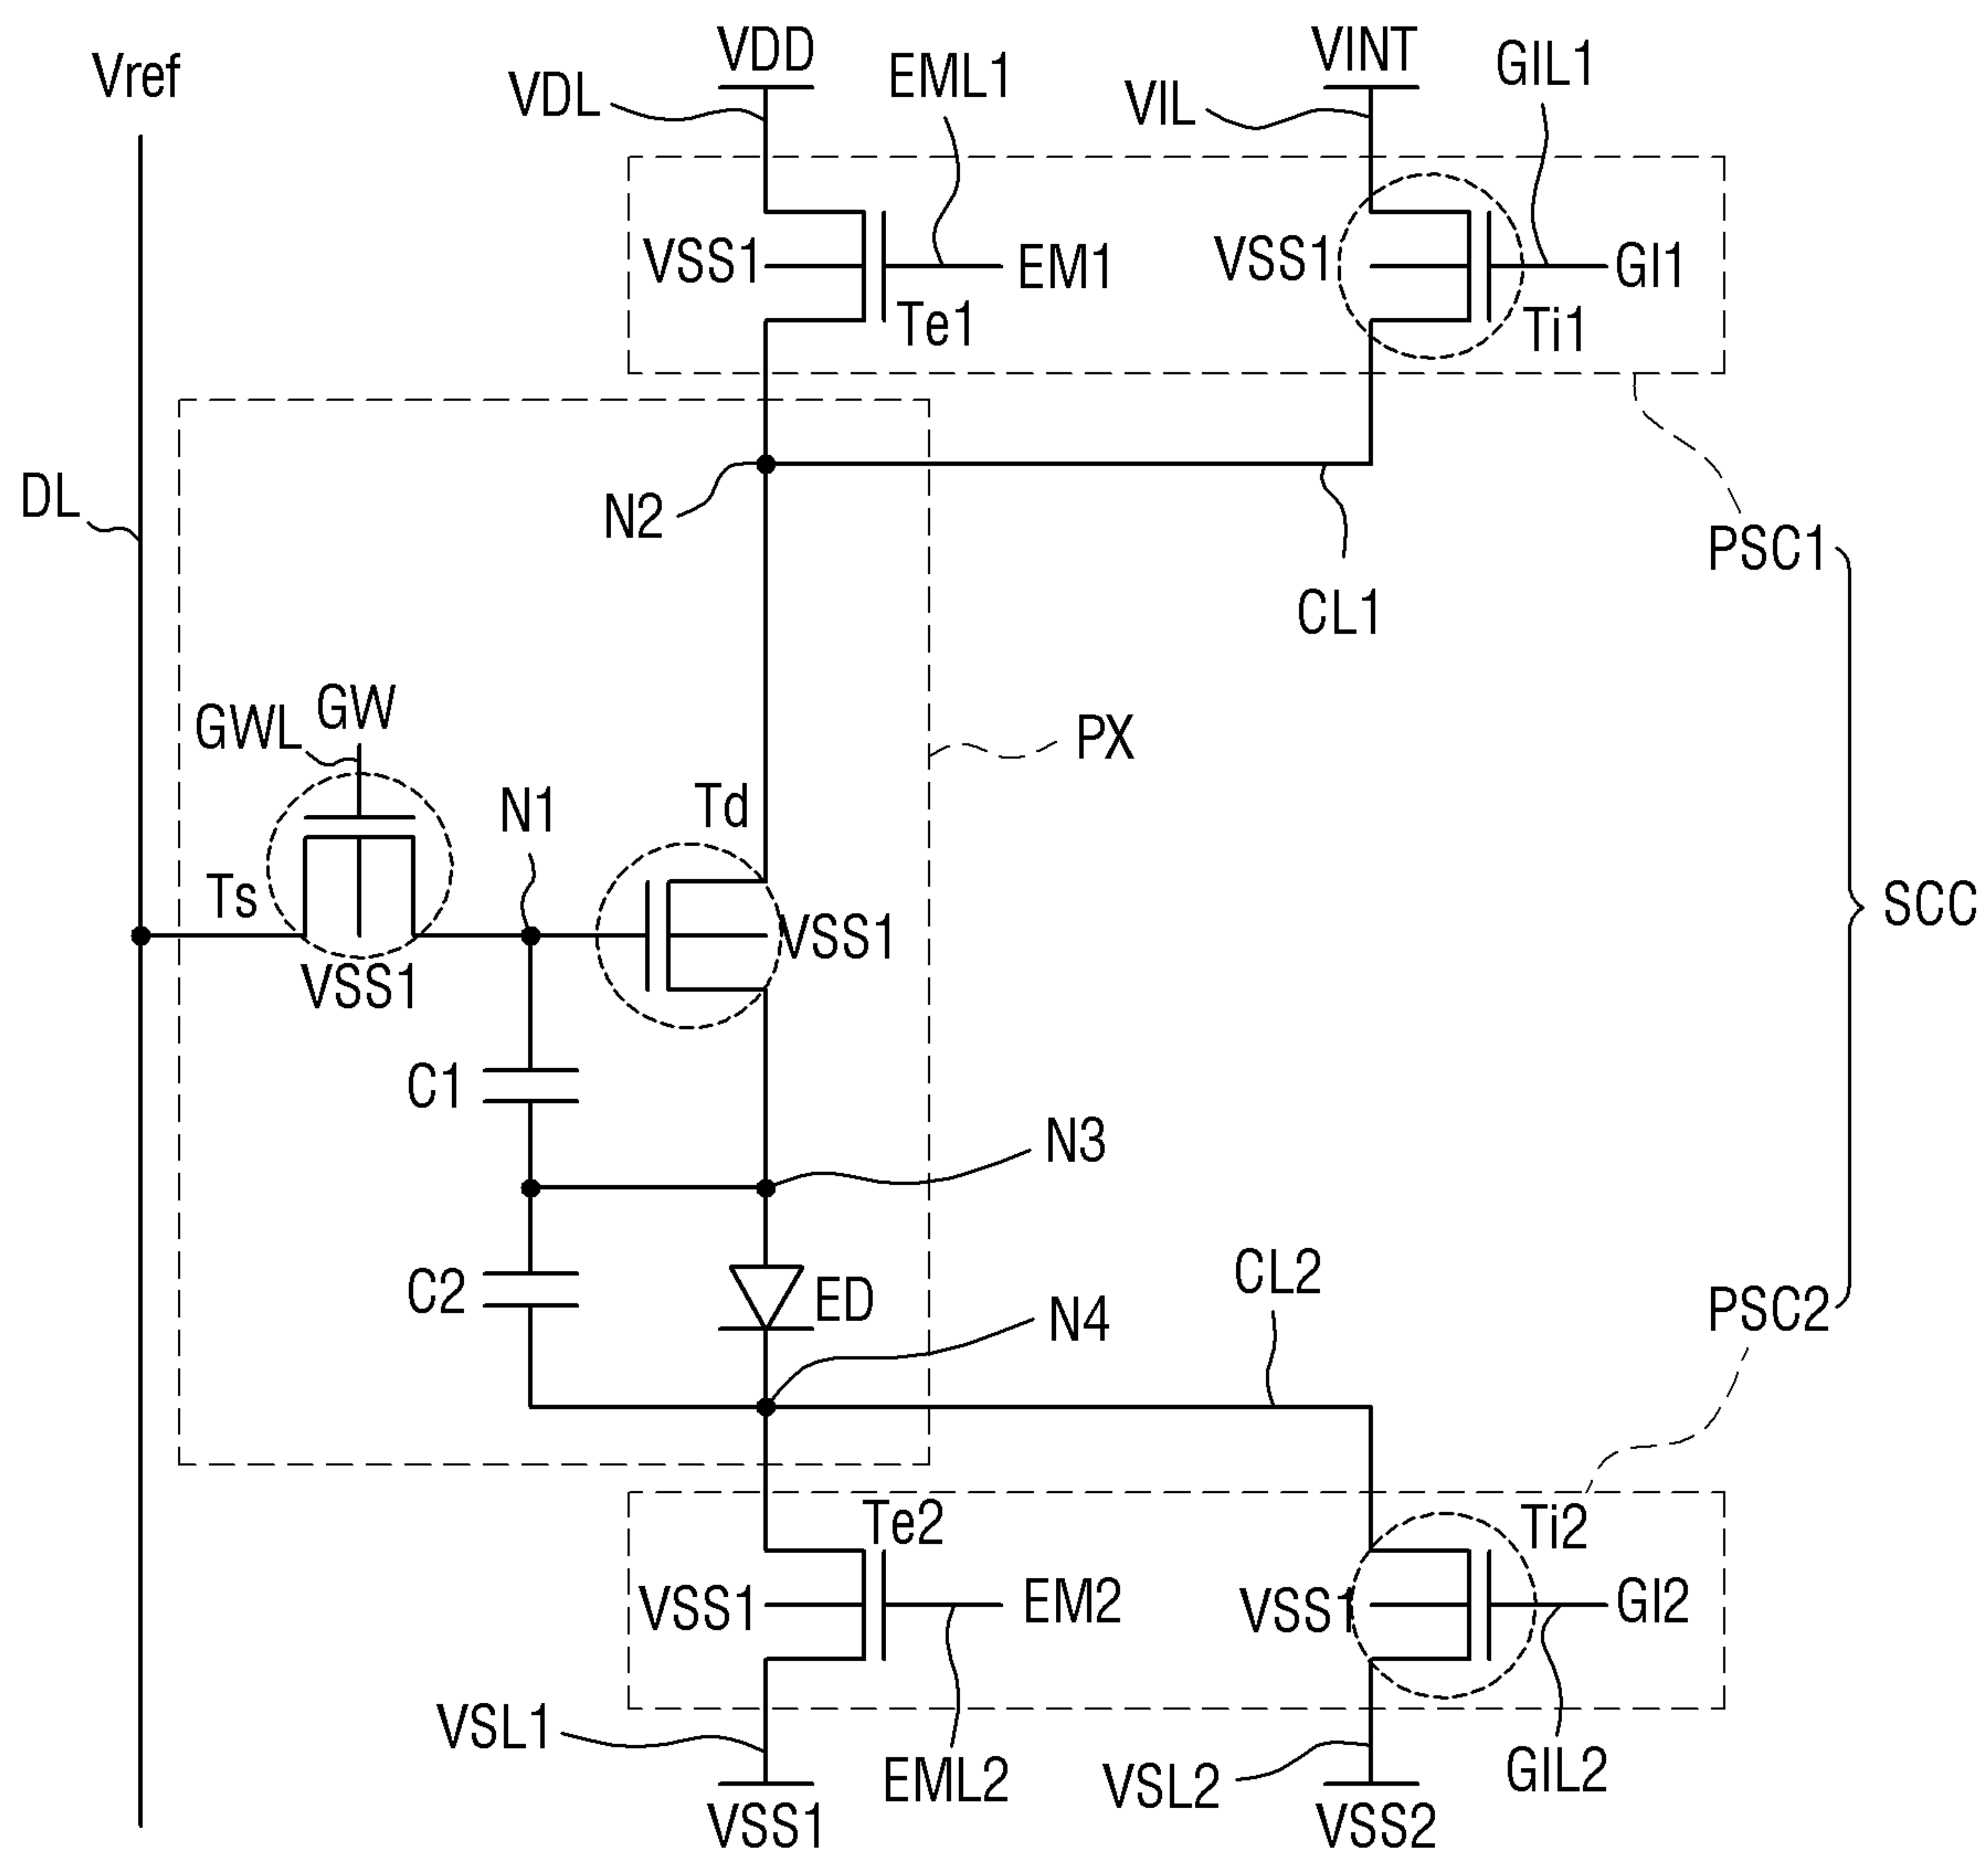 Vref
VDD
VINT
VDL
EML1
VIL
GIL1
VSS1
EM1
VSS1
GI1
Te1
Ti1
DL
N2
PSC1
CL1
GWL
GW
PX
N1
Td
Ts
VSS1
SCC
VSS1
C1
N3
C2
ED
CL2
N4
PSC2
Te2
Ti2
VSS1
EM2
VSS1
GI2
VSL1
EML2
VSL2
GIL2
VSS1
VSS2